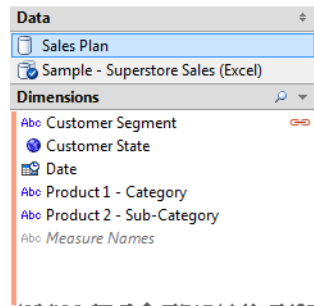 Data
Sales Plan
Sample - Superstore Sales (Excel)
Dimensions
Abc Customer Segment
Customer State
Date
Abc Product 1 - Category
Abc Product 2 - Sub-Category
Abc Measure Names